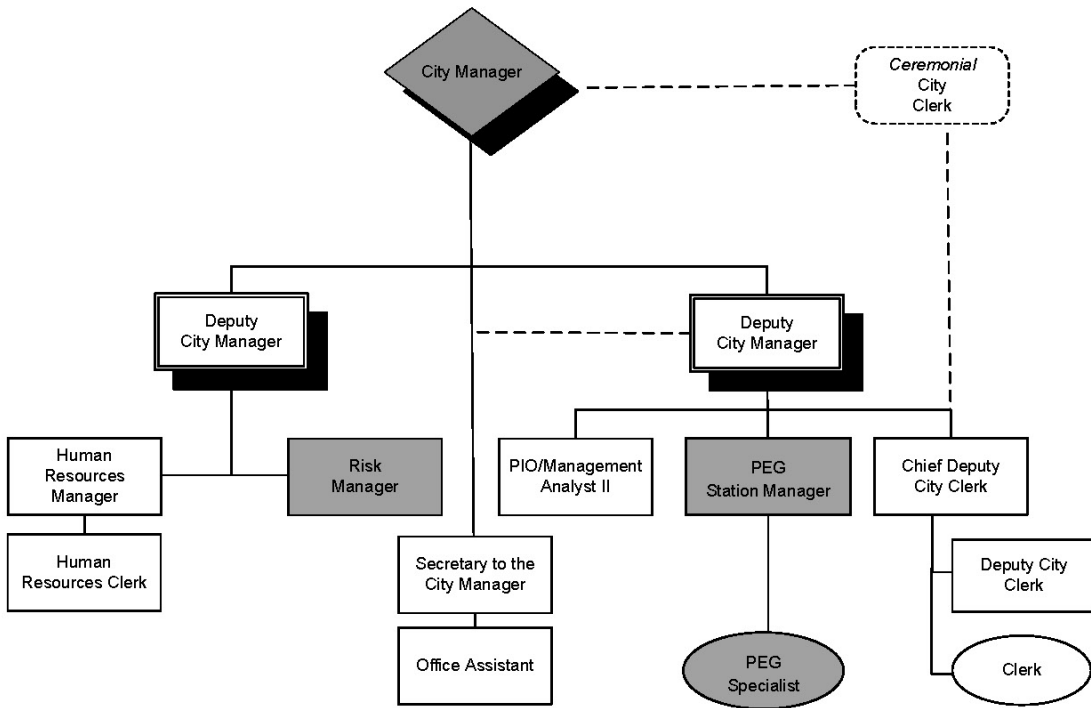 City Manager
Ceremonial
City
Clerk
Deputy
City Manager
Deputy
City Manager
Human
Resources
Manager
Risk
Manager
PIO/Management
Analyst II
PEG
Station Manager
Chief Deputy
City Clerk
Human
Resources Clerk
Secretary to the
City Manager
Deputy City
Clerk
Office Assistant
PEG
Specialist
Clerk